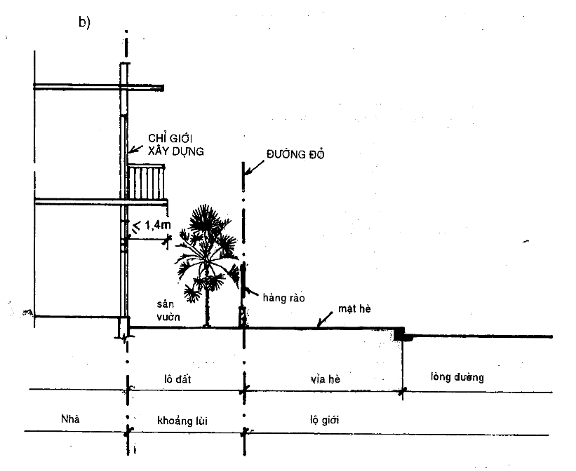 b)
CHỈ GIỚI
XÂY DỰNG
ĐƯỜNG ĐỎ
≤ 1,4m
sân
vườn
hàng rào
mặt hè
lô đất
vỉa hè
lòng đường
Nhà
khoảng lùi
lộ giới